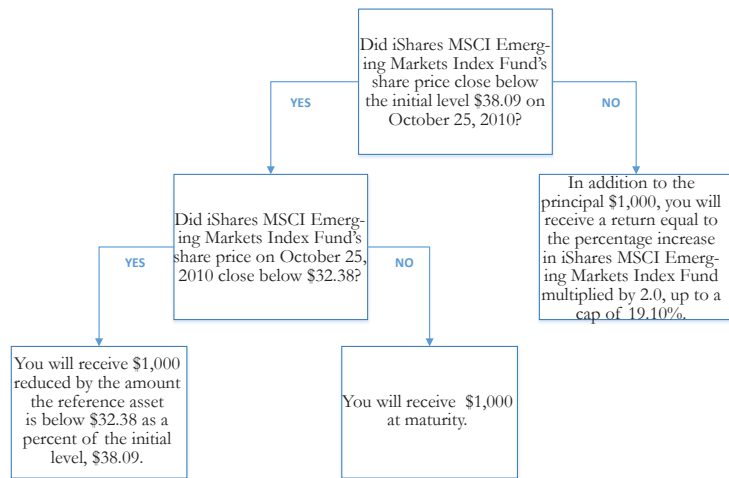 Did iShares MSCI Emerg-
ing Markets Index Fund's
share price close below
the initial level $38.09 on
October 25, 2010?
YES
NO
Did iShares MSCI Emerg-
ing Markets Index Fund's
share price on October 25,
2010 close below $32.38?
In addition to the
principal $1,000, you will
receive a return equal to
the percentage increase
in iShares MSCI Emerg-
ing Markets Index Fund
multiplied by 2.0, up to a
cap of 19.10%.
YES
NO
You will receive $1,000
reduced by the amount
the reference asset
is below $32.38 as a
percent of the initial
level, $38.09.
You will receive $1,000
at maturity.